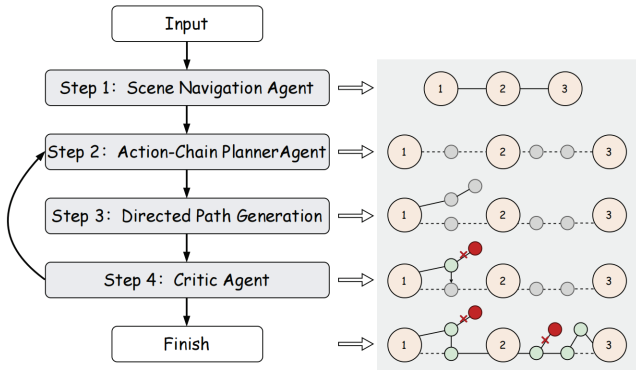 Input
Step 1: Scene Navigation Agent
1 2 3
Step 2: Action-Chain PlannerAgent
1 2 3
Step 3: Directed Path Generation
1 2 3
Step 4: Critic Agent
1 2 3
Finish
1 2 3